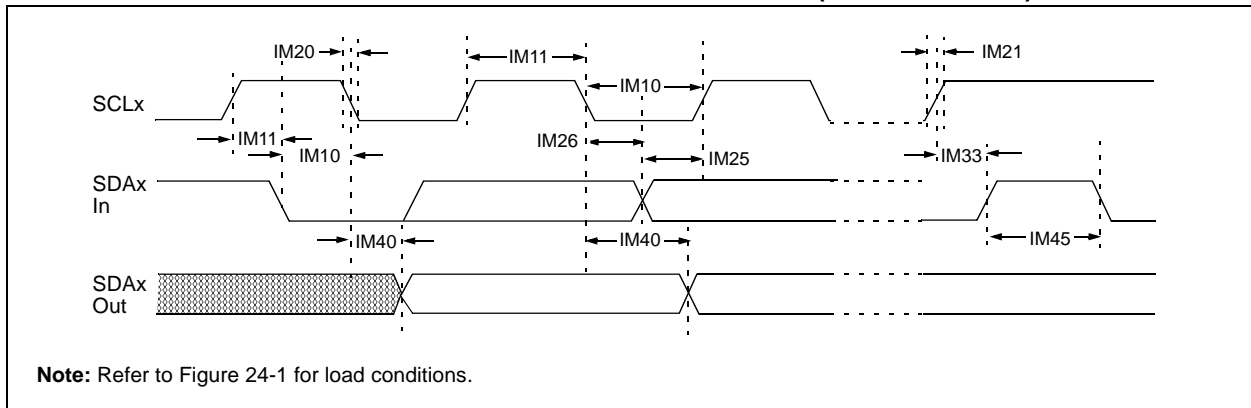 IM20
IM11
IM21
IM10
SCLx
IM11
IM26
IM10
IM25
IM33
SDAx
In
IM40
IM40
IM45
SDAx
Out
Note: Refer to Figure 24-1 for load conditions.